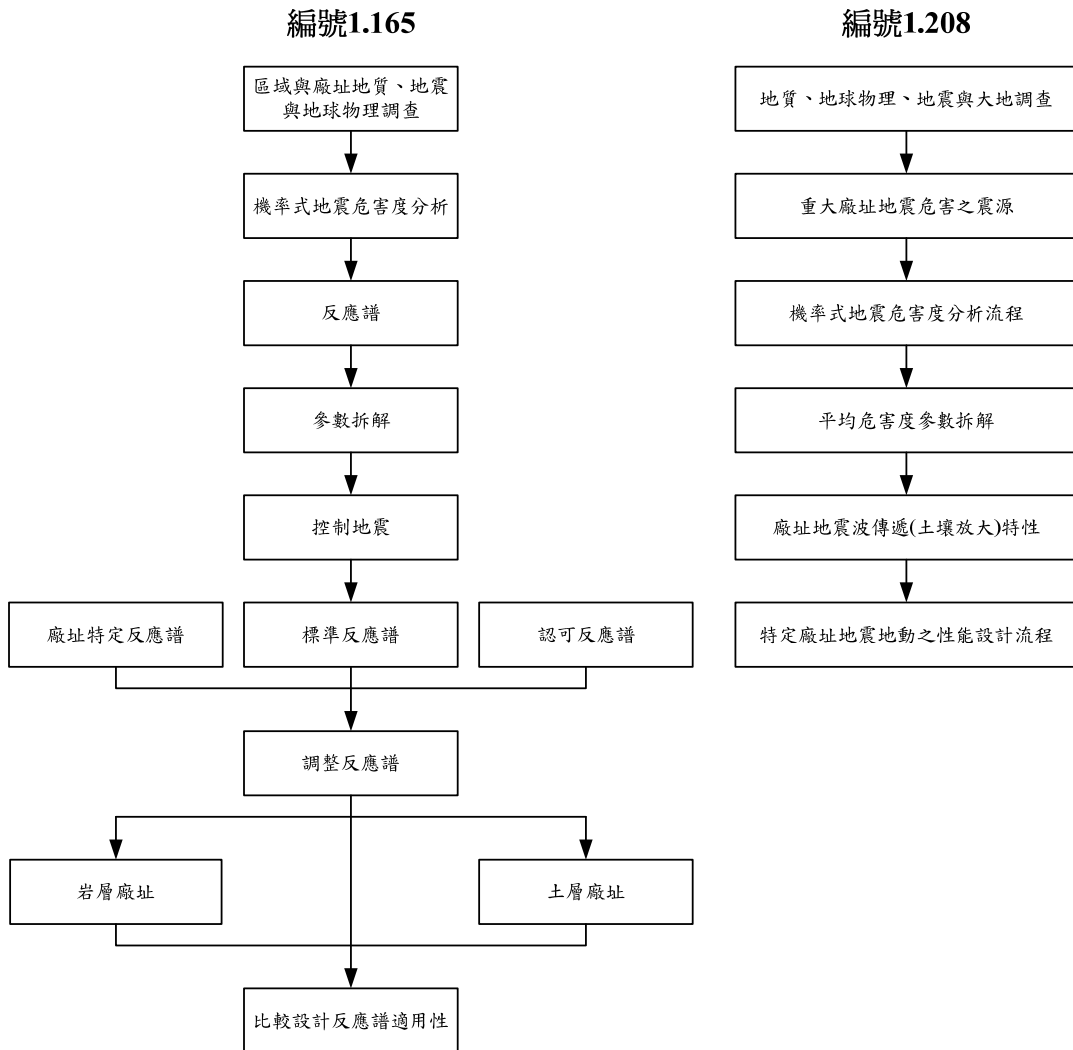 編號1.165
區域與廠址地質、地震
與地球物理調查
機率式地震危害度分析
反應譜
參數拆解
控制地震
廠址特定反應譜
標準反應譜
認可反應譜
調整反應譜
岩層廠址
土層廠址
比較設計反應譜適用性
編號1.208
地質、地球物理、地震與大地調查
重大廠址地震危害之震源
機率式地震危害度分析流程
平均危害度參數拆解
廠址地震波傳遞(土壤放大)特性
特定廠址地震地動之性能設計流程